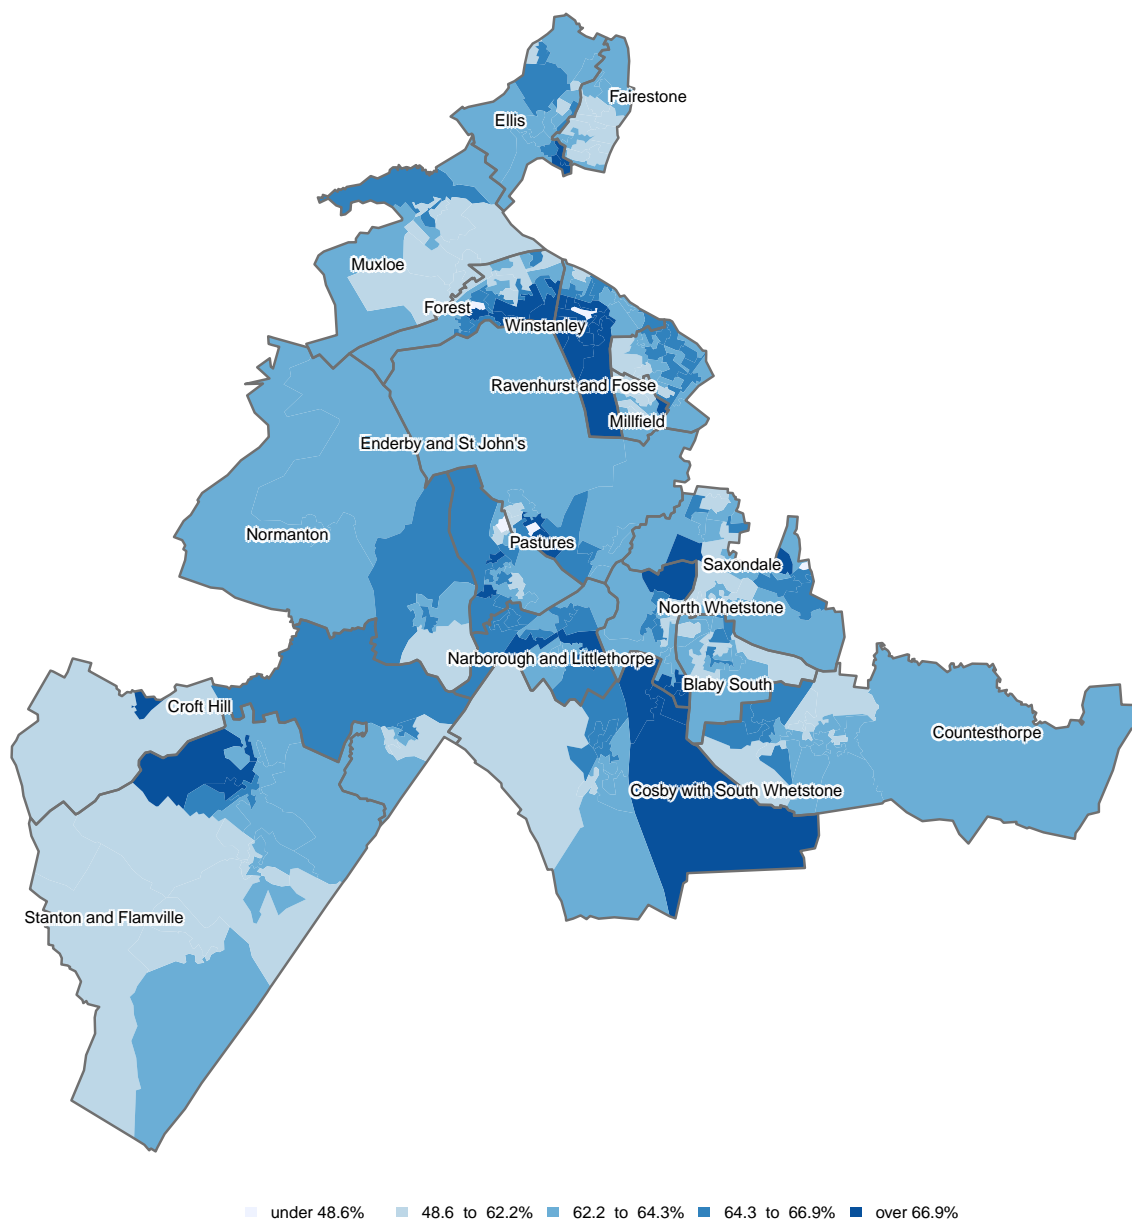 Fairestone
Ellis
Muxloe
Forest
Winstanley
Ravenhurst and Fosse
Millfield
Enderby and St John's
Normanton
Pastures
Saxondale
North Whetstone
Narborough and Littlethorpe
Blaby South
Croft Hill
Countesthorpe
Cosby with South Whetstone
Stanton and Flamville
under 48.6% 48.6 to 62.2% 62.2 to 64.3% 64.3 to 66.9% over 66.9%